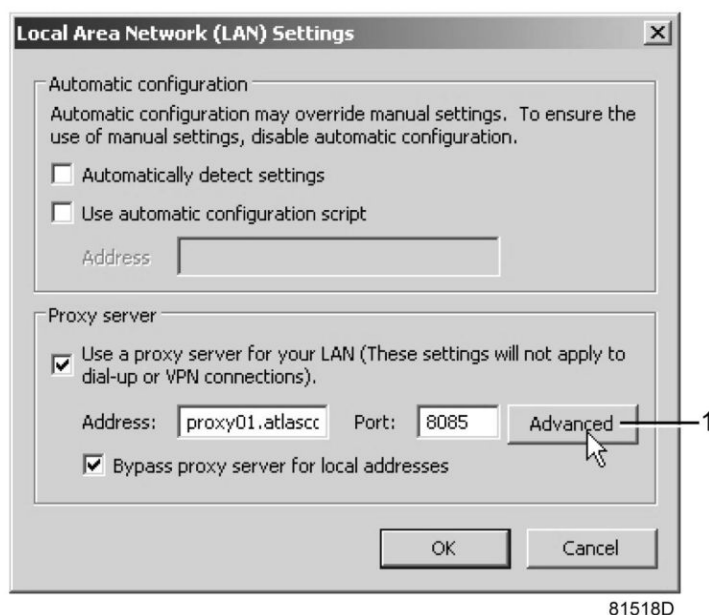 Local Area Network (LAN) Settings
Automatic configuration
Automatic configuration may override manual settings. To ensure the
use of manual settings, disable automatic configuration.
Automatically detect settings
Use automatic configuration script
Address
Proxy server
Use a proxy server for your LAN (These settings will not apply to
dial-up or VPN connections).
Address: proxy01.atlascc Port: 8085 Advanced 1
Bypass proxy server for local addresses
OK Cancel
81518D